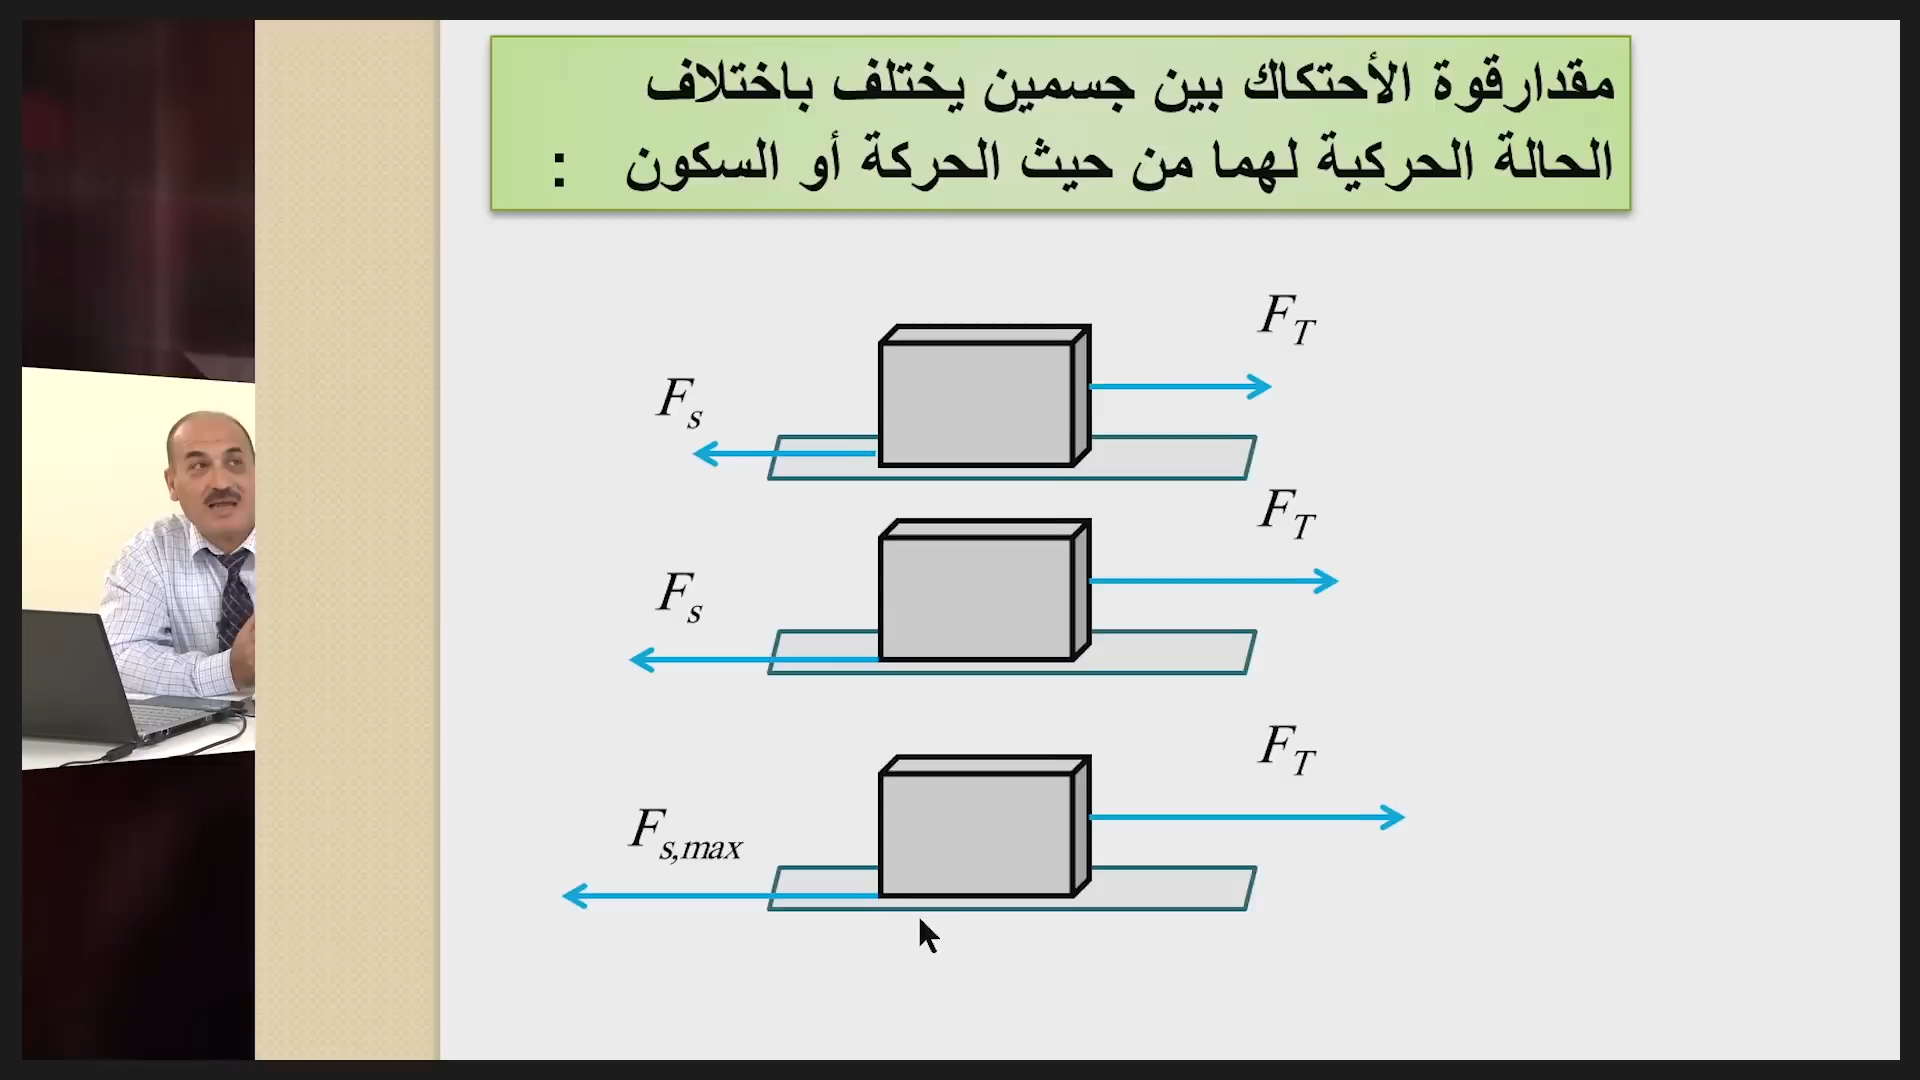 مقدارقوة الأحتكاك بين جسمين يختلف باختلاف
الحالة الحركية لهما من حيث الحركة أو السكون :
F_T
F_s
F_T
F_s
F_T
F_{s,max}